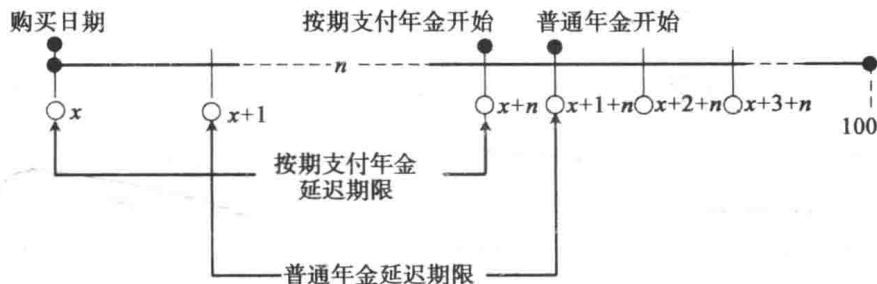 购买日期 按期支付年金开始 普通年金开始
n
x x+1 x+n x+1+n x+2+n x+3+n
100
按期支付年金
延迟期限
普通年金延迟期限